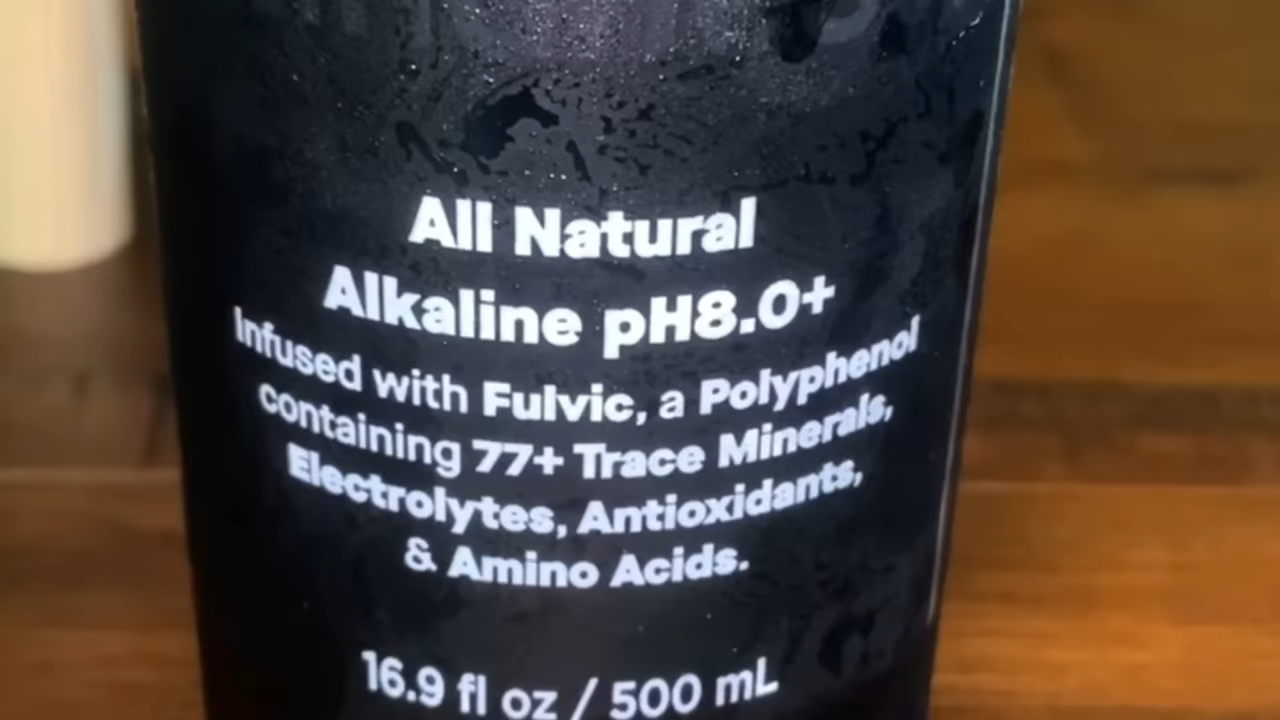 All Natural
Alkaline pH8.0+
Infused with Fulvic, a Polyphenol
containing 77+ Trace Minerals,
Electrolytes, Antioxidants,
& Amino Acids.
16.9 fl oz / 500 mL